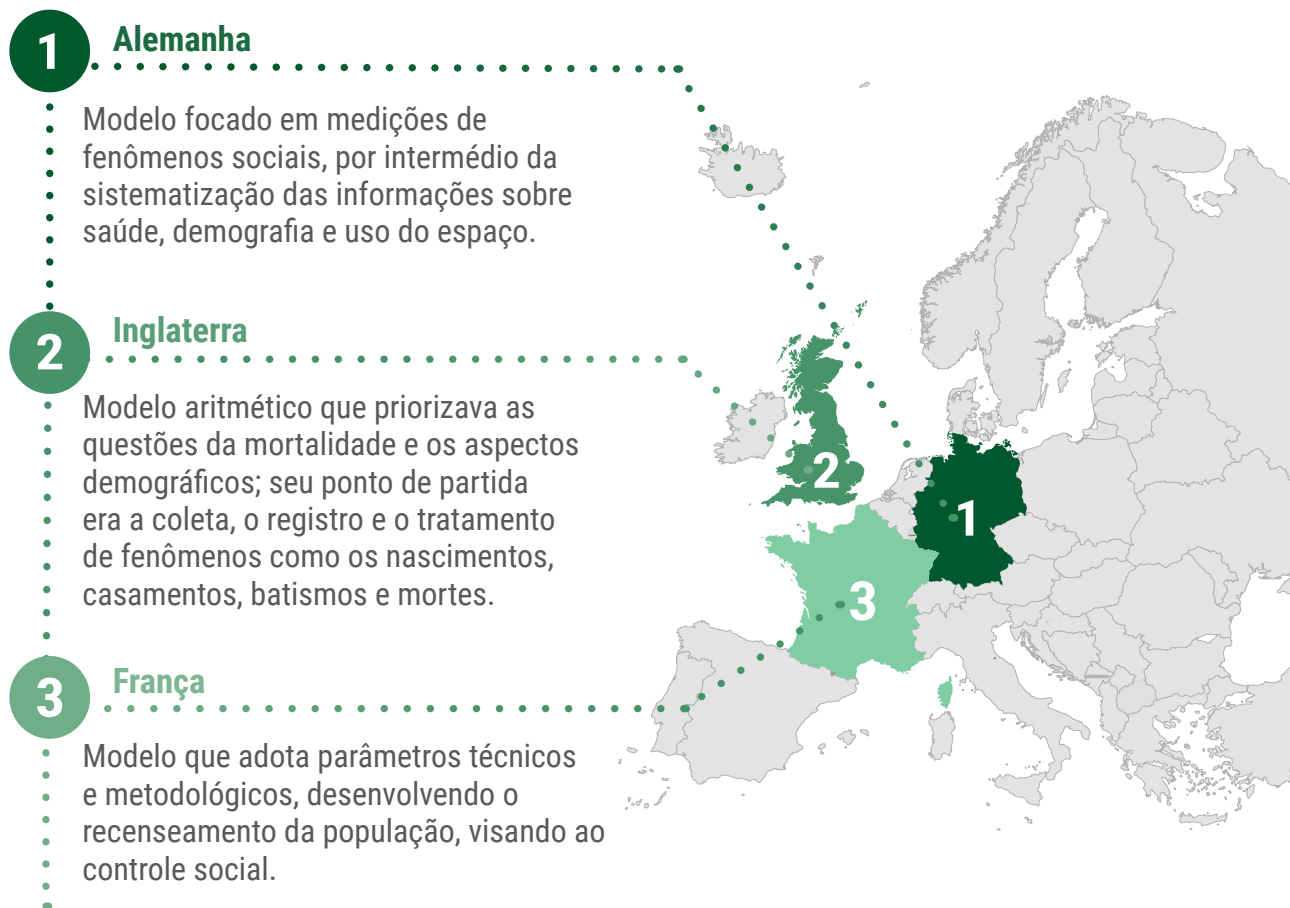 1
Alemanha
Modelo focado em medições de
fenômenos sociais, por intermédio da
sistematização das informações sobre
saúde, demografia e uso do espaço.
2
Inglaterra
Modelo aritmético que priorizava as
questões da mortalidade e os aspectos
demográficos; seu ponto de partida
era a coleta, o registro e o tratamento
de fenômenos como os nascimentos,
casamentos, batismos e mortes.
3
França
Modelo que adota parâmetros técnicos
e metodológicos, desenvolvendo o
recenseamento da população, visando ao
controle social.
2
1
3